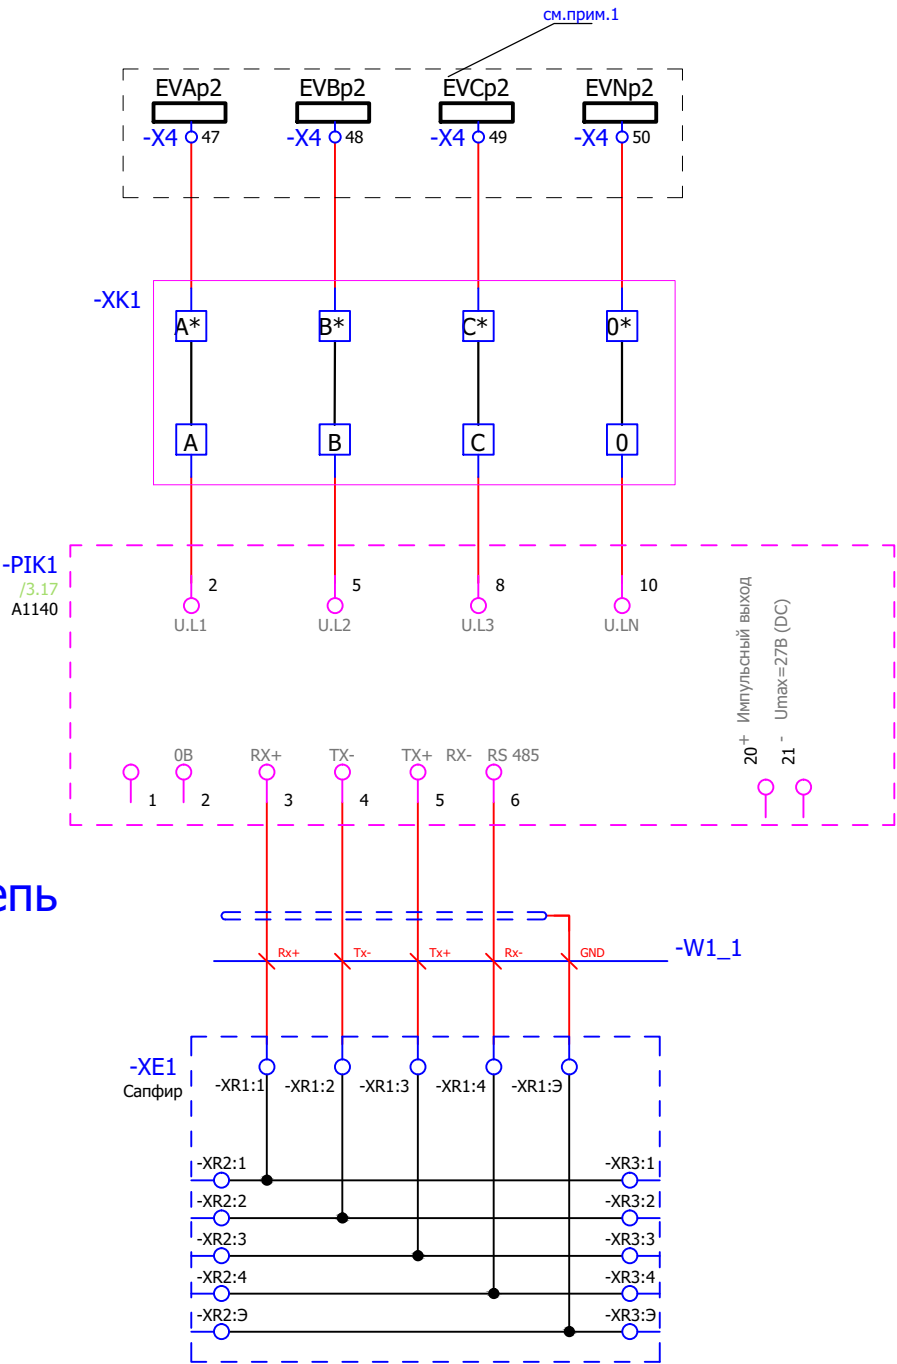 см.прим.1
EVAp2 EVBp2 EVCp2 EVNp2
-X4 47 -X4 48 -X4 49 -X4 50
-XK1
A* B* C* 0*
A B C 0
-PIK1
/3.17
A1140
2 5 8 10
U.L1 U.L2 U.L3 U.LN
20 + Импульсный выход
21 - Umax=27В (DC)
0В RX+ TX- TX+ RX- RS 485
1 2 3 4 5 6
епь
Rx+ Tx- Tx+ Rx- GND
-W1_1
-XE1
Сапфир
-XR1:1 -XR1:2 -XR1:3 -XR1:4 -XR1:Э
-XR2:1 -XR3:1
-XR2:2 -XR3:2
-XR2:3 -XR3:3
-XR2:4 -XR3:4
-XR2:Э -XR3:Э